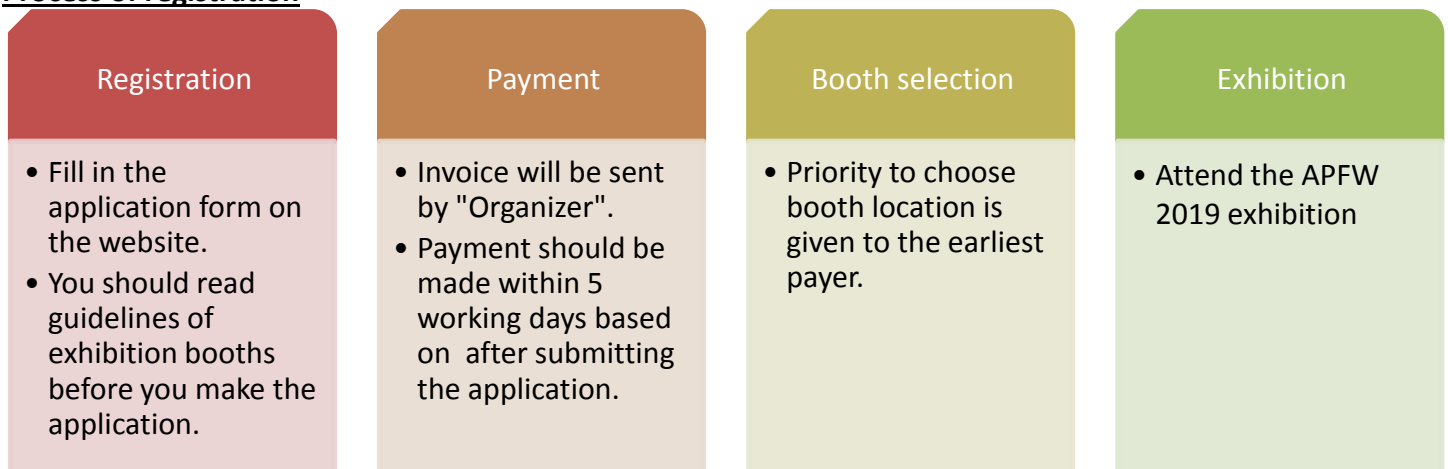 Process of registration
Registration
• Fill in the
application form on
the website.
• You should read
guidelines of
exhibition booths
before you make the
application.
Payment
• Invoice will be sent
by "Organizer".
• Payment should be
made within 5
working days based
on  after submitting
the application.
Booth selection
• Priority to choose
booth location is
given to the earliest
payer.
Exhibition
• Attend the APFW
2019 exhibition